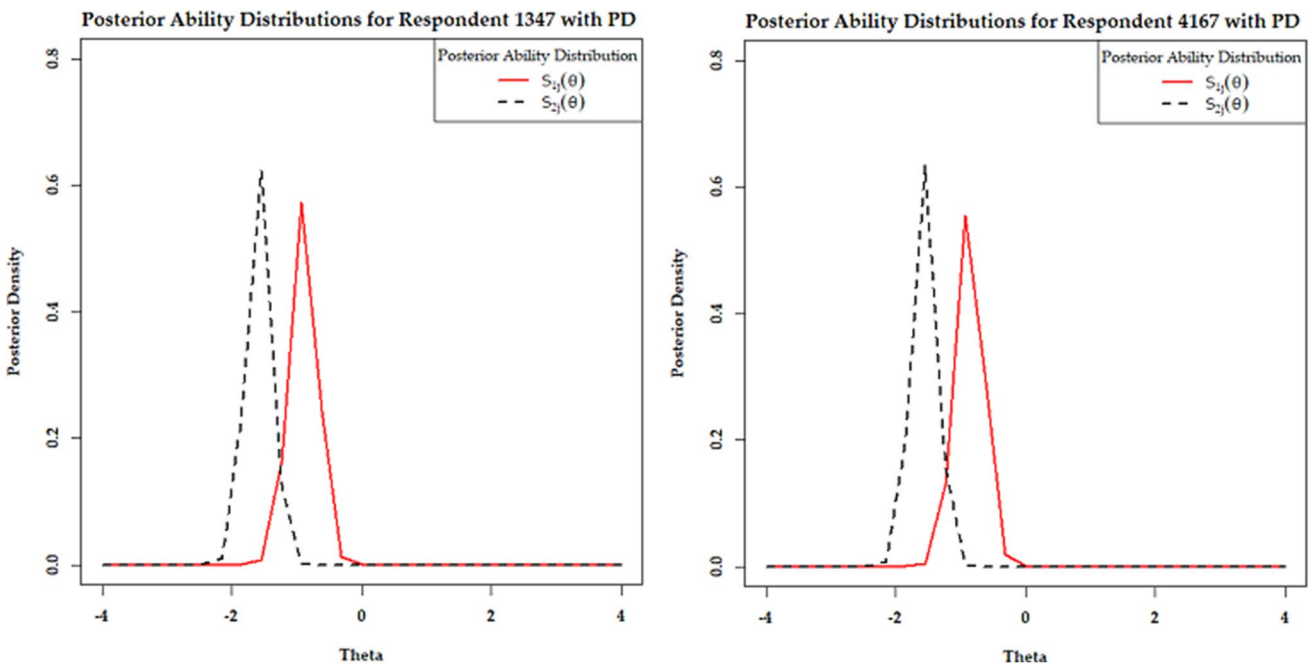 Posterior Ability Distributions for Respondent 1347 with PD
Posterior Ability Distribution
S1j(θ)
S2j(θ)
0.8
0.6
0.4
0.2
0.0
Posterior Density
-4 -2 0 2 4
Theta
Posterior Ability Distributions for Respondent 4167 with PD
Posterior Ability Distribution
S1j(θ)
S2j(θ)
0.8
0.6
0.4
0.2
0.0
Posterior Density
-4 -2 0 2 4
Theta